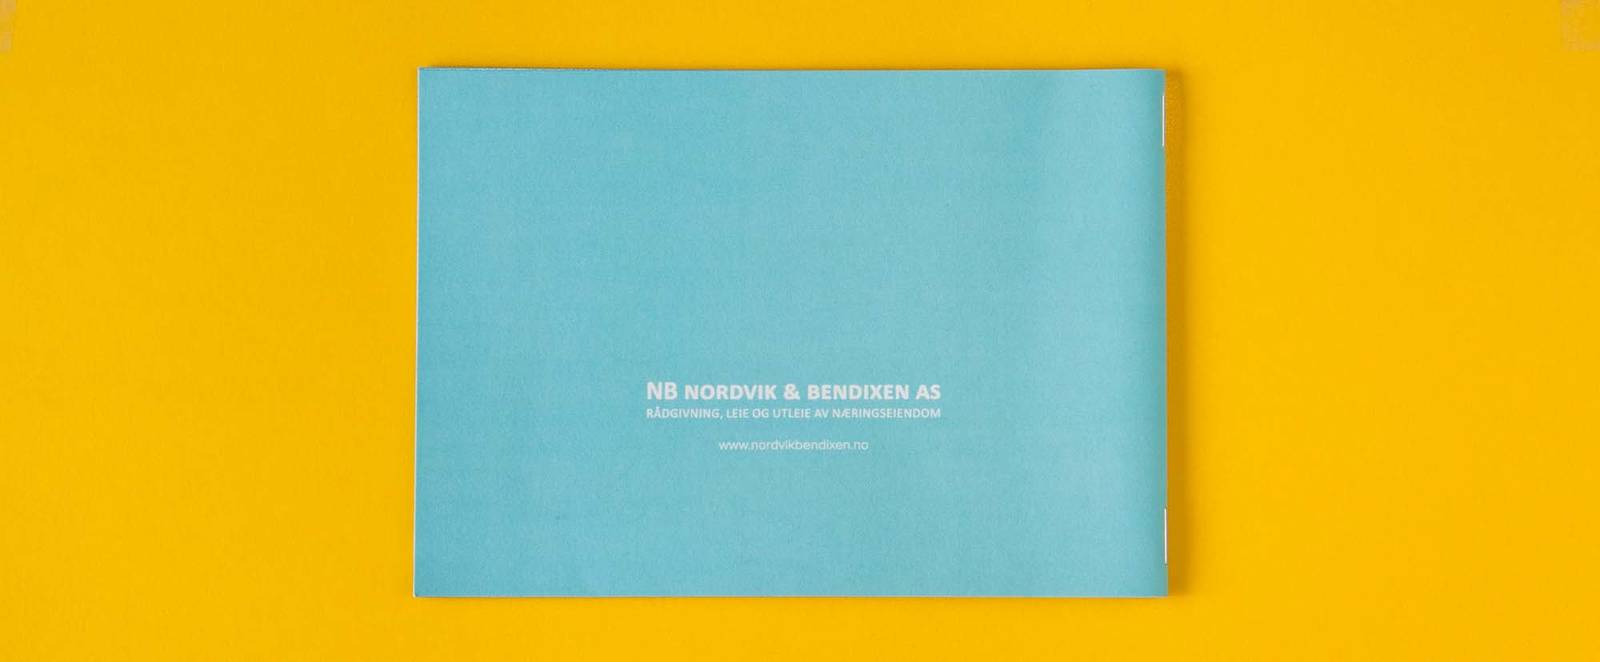 NB NORDVIK & BENDIXEN AS
RÅDGIVNING, LEIE OG UTLEIE AV NÆRINGSEIENDOM
www.nordvikbendixen.no